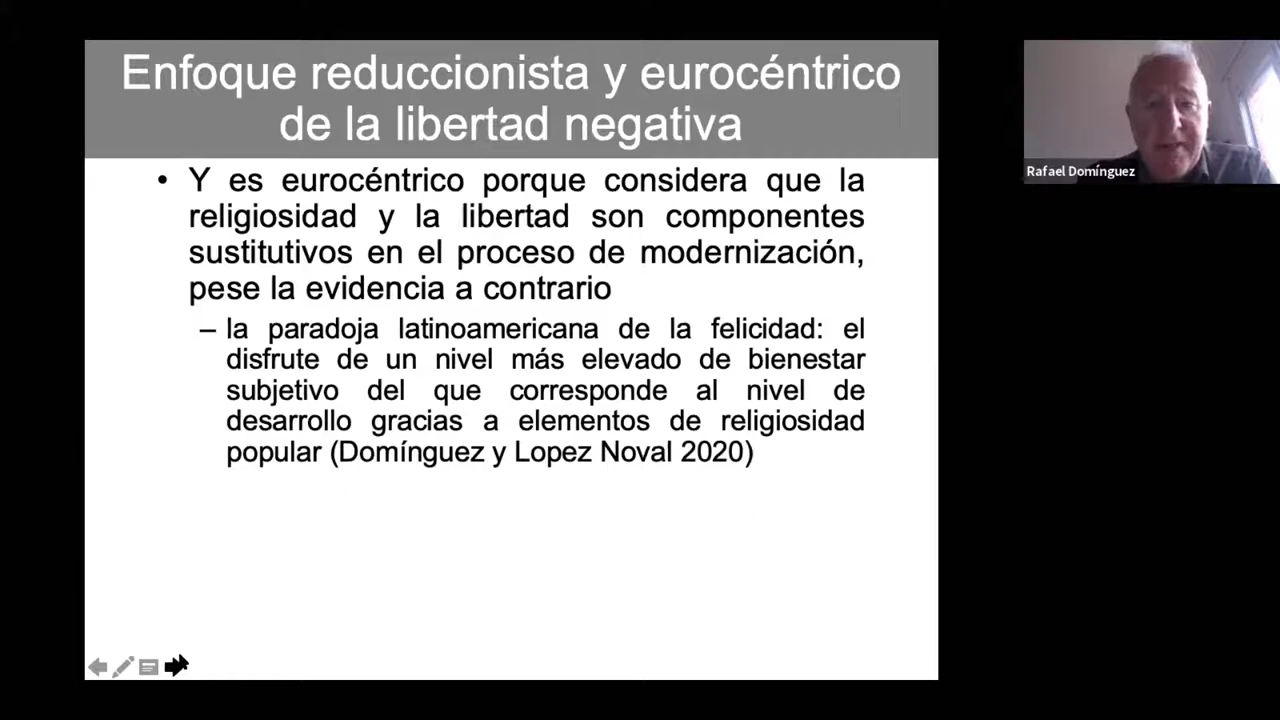 Enfoque reduccionista y eurocéntrico
de la libertad negativa
• Y es eurocéntrico porque considera que la
religiosidad y la libertad son componentes
sustitutivos en el proceso de modernización,
pese la evidencia a contrario
– la paradoja latinoamericana de la felicidad: el
disfrute de un nivel más elevado de bienestar
subjetivo del que corresponde al nivel de
desarrollo gracias a elementos de religiosidad
popular (Domínguez y Lopez Noval 2020)
Rafael Domínguez